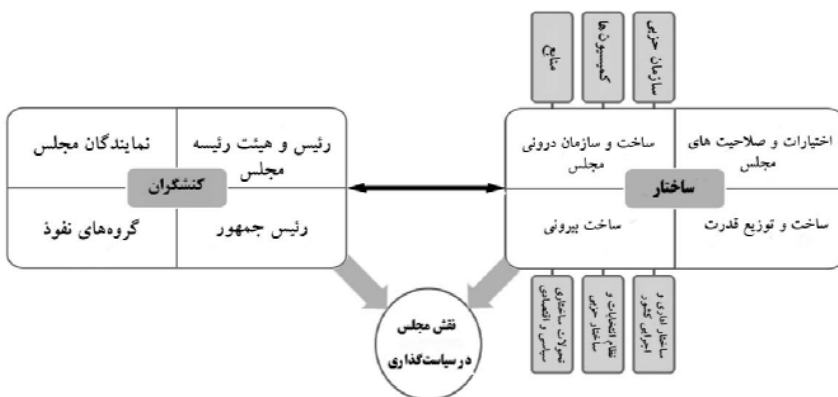 سازمان حزبی
کمیسیون‌ها
منابع
اختیارات و صلاحیت های
مجلس
ساخت و سازمان درونی
مجلس
ساختار
ساخت و توزیع قدرت
ساخت بیرونی
ساختار اداری و
اجرایی کشور
نظام انتخابات و
ساختار حزبی
تحولات ساختاری
سیاسی و اقتصادی
رئیس و هیئت رئیسه
مجلس
نمایندگان مجلس
کنشگران
رئیس جمهور
گروه‌های نفوذ
نقش مجلس
در سیاست‌گذاری